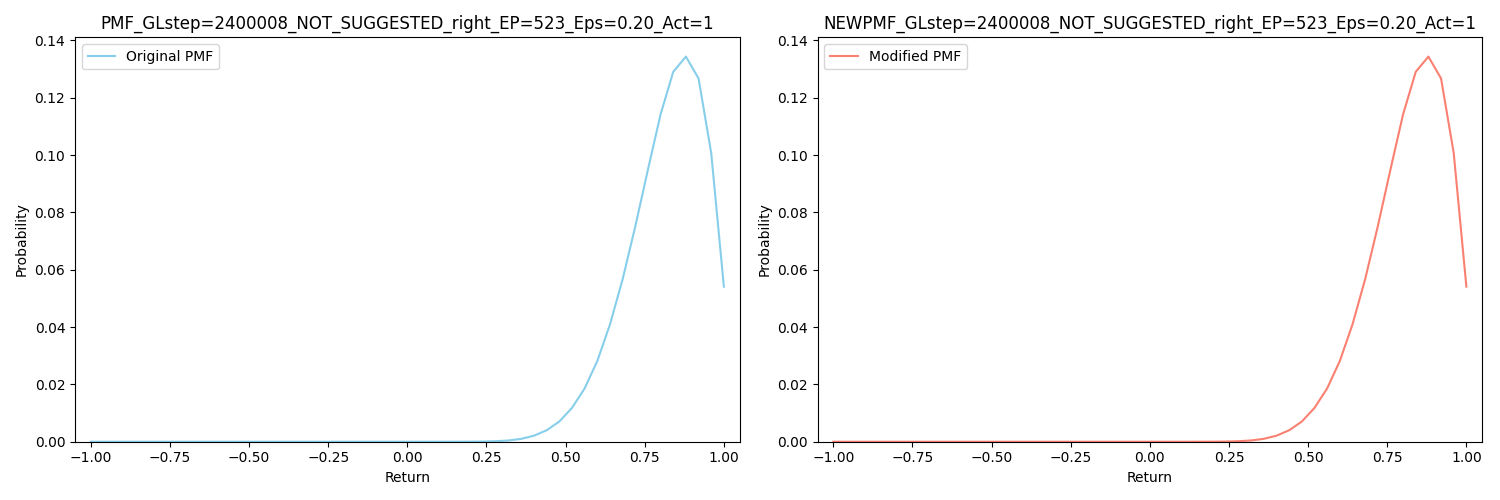 PMF_GLstep=2400008_NOT_SUGGESTED_right_EP=523_Eps=0.20_Act=1
Original PMF
Probability
0.14
0.12
0.10
0.08
0.06
0.04
0.02
0.00
−1.00 −0.75 −0.50 −0.25 0.00 0.25 0.50 0.75 1.00
Return
NEWPMF_GLstep=2400008_NOT_SUGGESTED_right_EP=523_Eps=0.20_Act=1
Modified PMF
Probability
0.14
0.12
0.10
0.08
0.06
0.04
0.02
0.00
−1.00 −0.75 −0.50 −0.25 0.00 0.25 0.50 0.75 1.00
Return